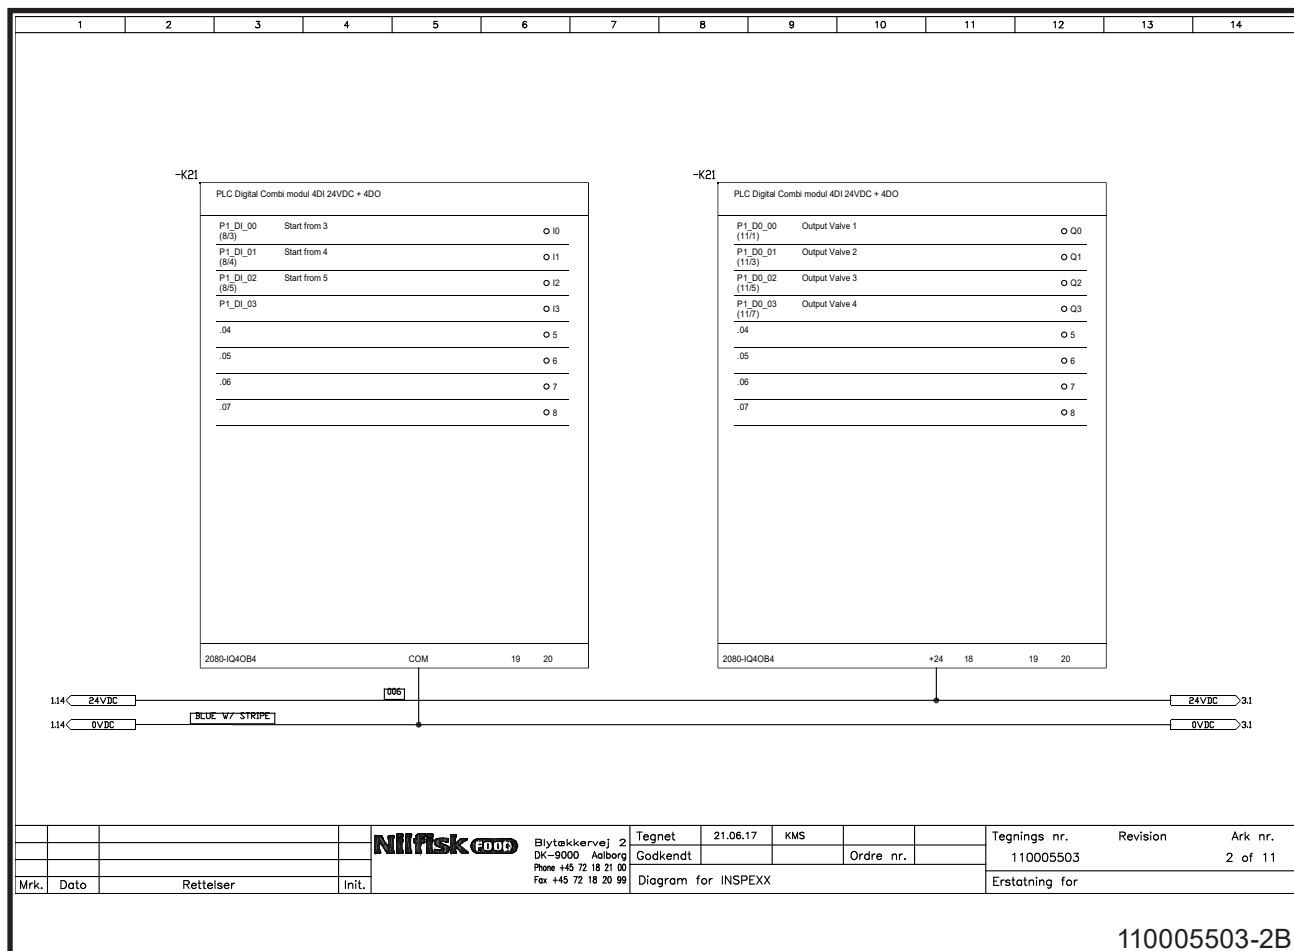 1 2 3 4 5 6 7 8 9 10 11 12 13 14
-K21
PLC Digital Combi modul 4DI 24VDC + 4DO
P1_DI_00 Start from 3 I0
(8/3)
P1_DI_01 Start from 4 I1
(8/4)
P1_DI_02 Start from 5 I2
(8/5)
P1_DI_03 I3
.04 5
.05 6
.06 7
.07 8
2080-IQ4OB4 COM 19 20
-K21
PLC Digital Combi modul 4DI 24VDC + 4DO
P1_D0_00 Output Valve 1 Q0
(11/1)
P1_D0_01 Output Valve 2 Q1
(11/3)
P1_D0_02 Output Valve 3 Q2
(11/5)
P1_D0_03 Output Valve 4 Q3
(11/7)
.04 5
.05 6
.06 7
.07 8
2080-IQ4OB4 +24 18 19 20
1.14 24VDC 006 24VDC 3.1
1.14 0VDC BLUE W/ STRIPE 0VDC 3.1
Mrk. Dato Rettelser Init.
Nilfisk FOOD
Blytækkervej 2
DK-9000 Aalborg
Phone +45 72 18 21 00
Fax +45 72 18 20 99
Tegnet 21.06.17 KMS
Godkendt Ordre nr.
Diagram for INSPEXX
Tegnings nr. Revision Ark nr.
110005503 2 of 11
Erstatning for
110005503-2B